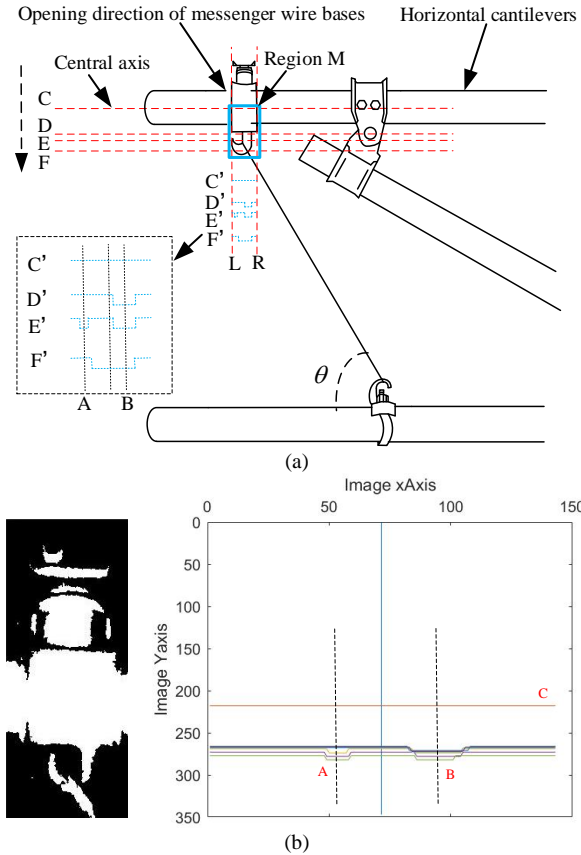 Opening direction of messenger wire bases
Horizontal cantilevers
Central axis
Region M
C
D
E
F
C'
D'
E'
F'
L R
C'
D'
E'
F'
A B
θ
(a)
Image xAxis
0 50 100 150
Image Yaxis
0
50
100
150
200
250
300
350
C
A
B
(b)